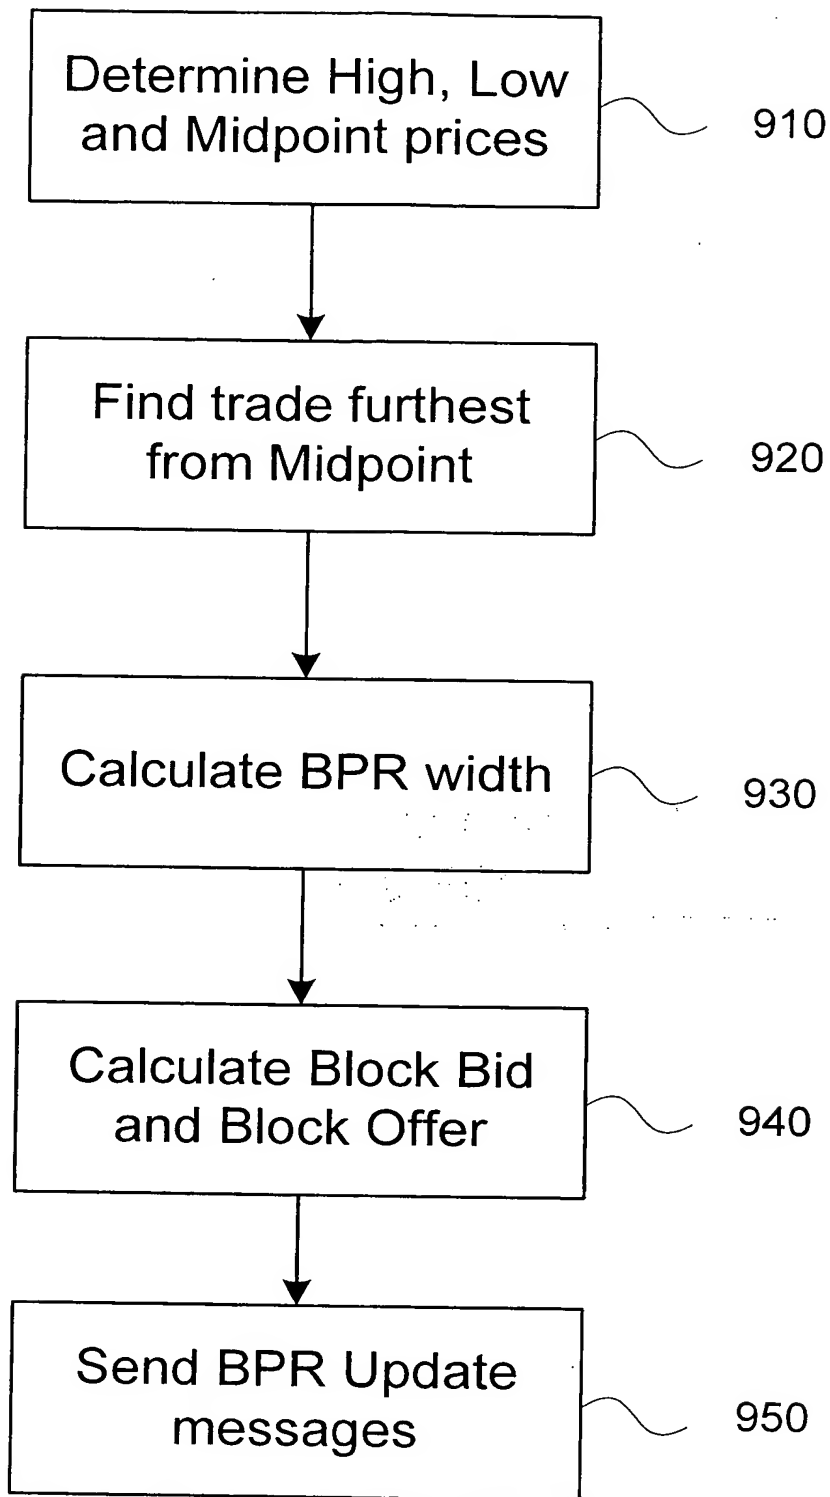 Determine High, Low
and Midpoint prices
910
Find trade furthest
from Midpoint
920
Calculate BPR width
930
Calculate Block Bid
and Block Offer
940
Send BPR Update
messages
950